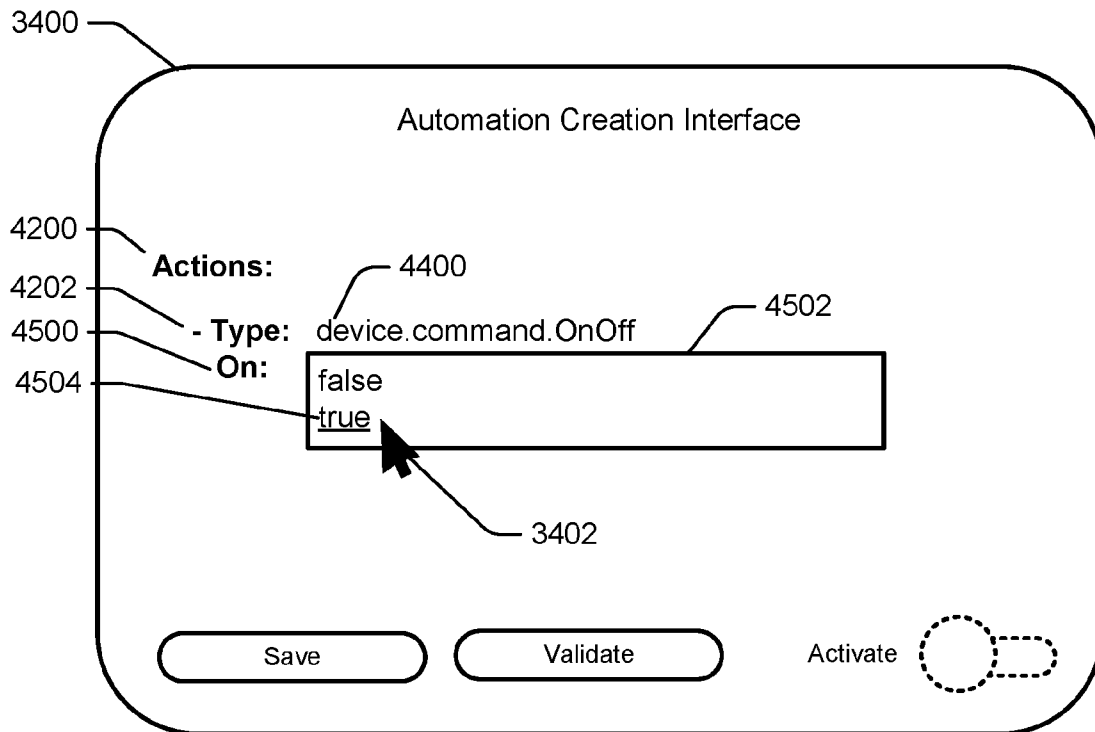 3400
Automation Creation Interface
4200
Actions:
4400
4202
- Type: device.command.OnOff
4502
4500
On:
4504
false
true
3402
Save
Validate
Activate